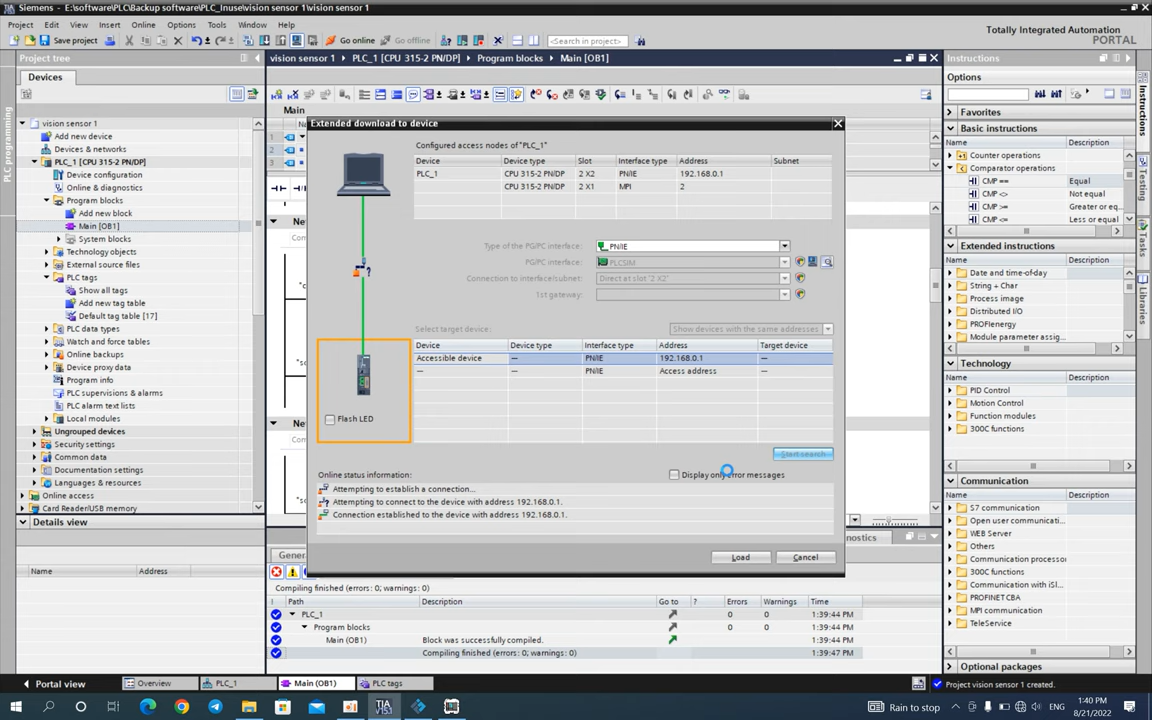 Siemens - E:\software\PLC\Backup software\PLC_Inuse\vision sensor 1\vision sensor 1
Project Edit View Insert Online Options Tools Window Help
Totally Integrated Automation
PORTAL
Save project
Go online
Go offline
<Search in project>
Project tree
vision sensor 1 PLC_1 [CPU 315-2 PN/DP] Program blocks Main [OB1]
Instructions
Devices
Options
PLC programming
Main
vision sensor 1
Add new device
Devices & networks
PLC_1 [CPU 315-2 PN/DP]
Device configuration
Online & diagnostics
Program blocks
Add new block
Main [OB1]
System blocks
Technology objects
External source files
PLC tags
Show all tags
Add new tag table
Default tag table [17]
PLC data types
Watch and force tables
Online backups
Device proxy data
Program info
PLC supervisions & alarms
PLC alarm text lists
Local modules
Ungrouped devices
Security settings
Common data
Documentation settings
Languages & resources
Online access
Card Reader/USB memory
Details view
Name Address
1
2
3
Extended download to device
Configured access nodes of "PLC_1"
Device Device type Slot Interface type Address Subnet
PLC_1 CPU 315-2 PN/DP 2 X2 PN/IE 192.168.0.1
CPU 315-2 PN/DP 2 X1 MPI 2
Type of the PG/PC interface: PN/IE
PG/PC interface: PLCSIM
Connection to interface/subnet: Direct at slot '2 X2'
1st gateway:
Select target device: Show devices with the same addresses
Device Device type Interface type Address Target device
Accessible device — PN/IE 192.168.0.1 —
— — PN/IE Access address —
Flash LED
Start search
Online status information:
Display only error messages
Attempting to establish a connection...
Attempting to connect to the device with address 192.168.0.1.
Connection established to the device with address 192.168.0.1.
Load Cancel
Compiling finished (errors: 0; warnings: 0)
! Path Description Go to ? Errors Warnings Time
PLC_1 0 0 1:39:44 PM
Program blocks 0 0 1:39:44 PM
Main (OB1) Block was successfully compiled. 1:39:44 PM
Compiling finished (errors: 0; warnings: 0) 1:39:47 PM
Favorites
Basic instructions
Name Description
Counter operations
Comparator operations
CMP == Equal
CMP <> Not equal
CMP >= Greater or eq...
CMP <= Less or equal
Extended instructions
Name Description
Date and time-of-day
String + Char
Process image
Distributed I/O
PROFIenergy
Module parameter assign...
Technology
Name Description
PID Control
Motion Control
Function modules
300C functions
Communication
Name Description
S7 communication
Open user communicati...
WEB Server
Others
Communication processo...
300C functions
Communication with iSl...
PROFINET CBA
MPI communication
TeleService
Optional packages
Instructions
Testing
Tasks
Libraries
Portal view Overview PLC_1 Main (OB1) PLC tags
Project vision sensor 1 created.
Rain to stop
ENG
1:40 PM
8/21/2022